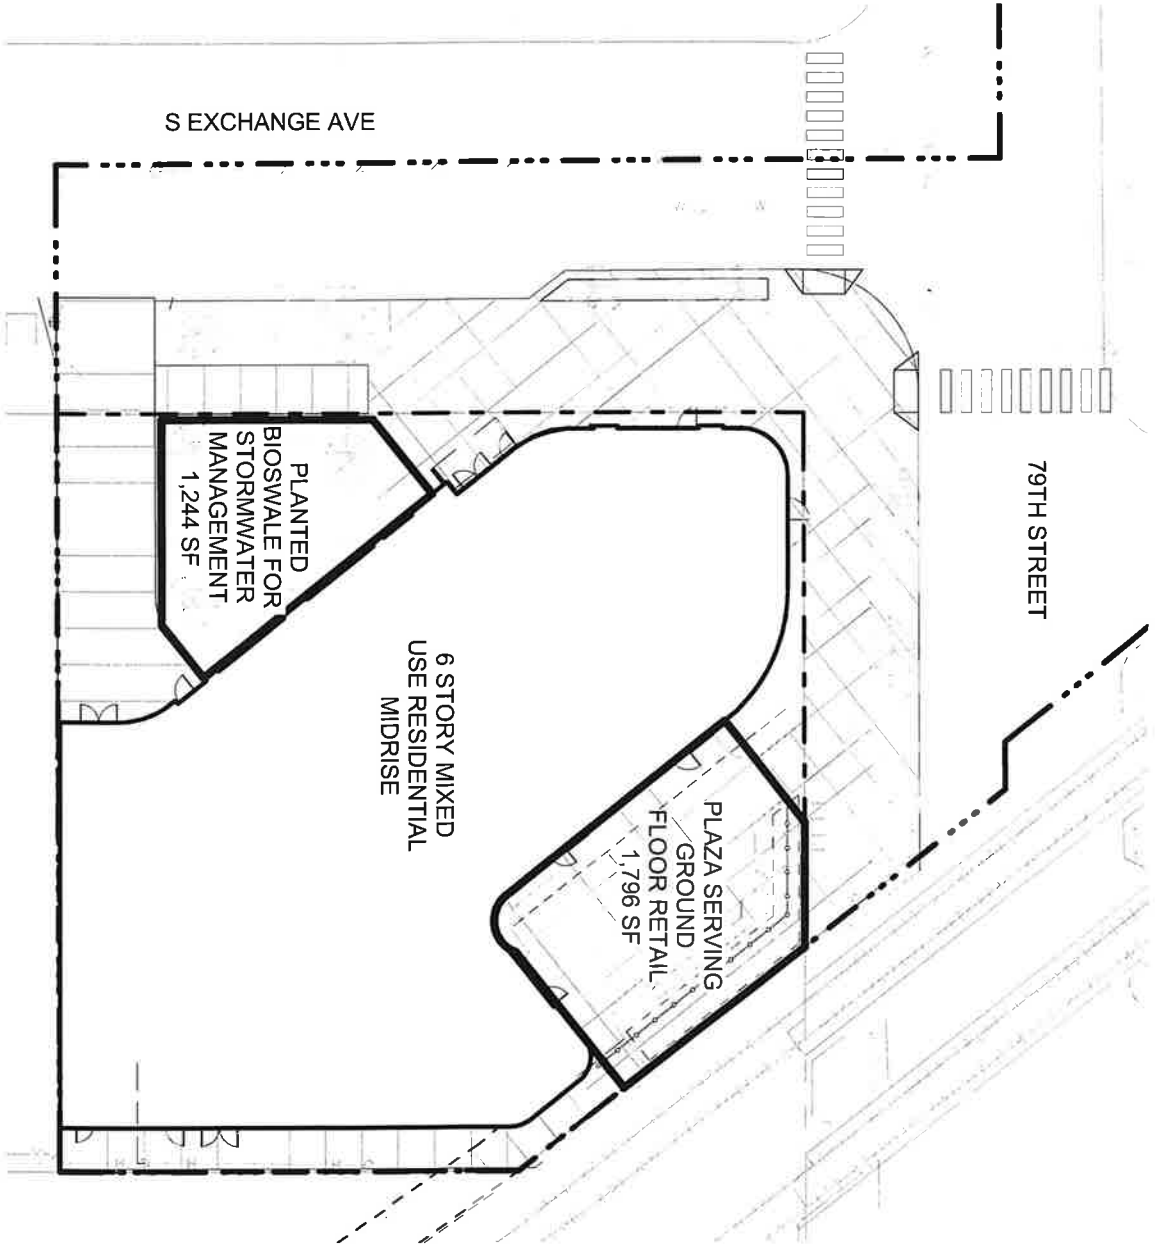 S EXCHANGE AVE
79TH STREET
PLANTED
BIOSWALE FOR
STORMWATER
MANAGEMENT
1,244 SF
6 STORY MIXED
USE RESIDENTIAL
MIDRISE
PLAZA SERVING
GROUND
FLOOR RETAIL
1,796 SF